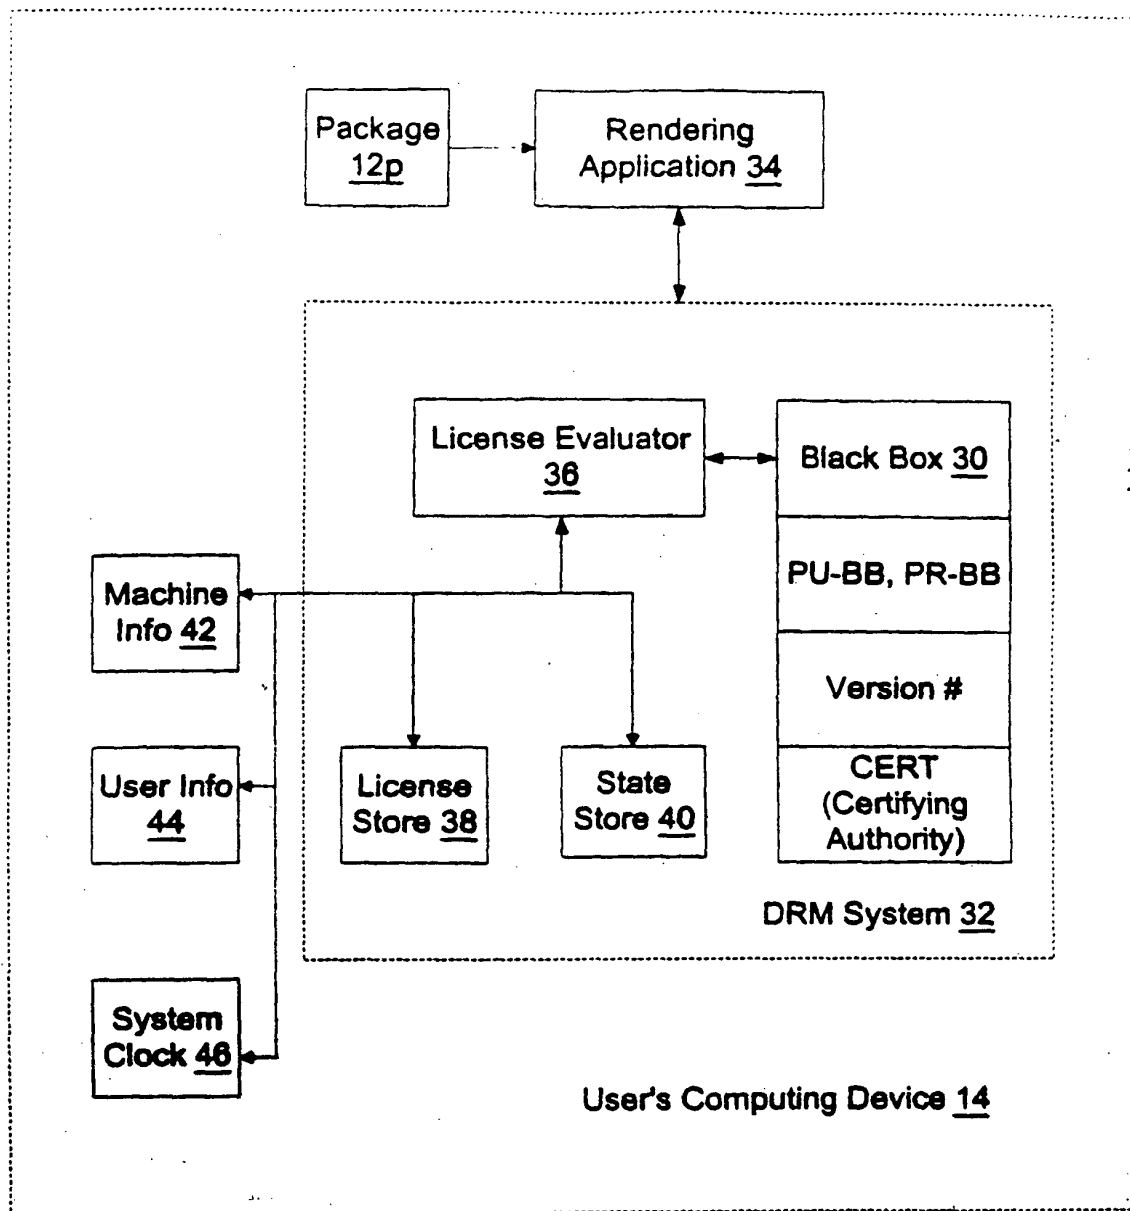 Package
12p
Rendering
Application 34
License Evaluator
36
Black Box 30
PU-BB, PR-BB
Version #
CERT
(Certifying
Authority)
Machine
Info 42
User Info
44
License
Store 38
State
Store 40
DRM System 32
System
Clock 46
User's Computing Device 14